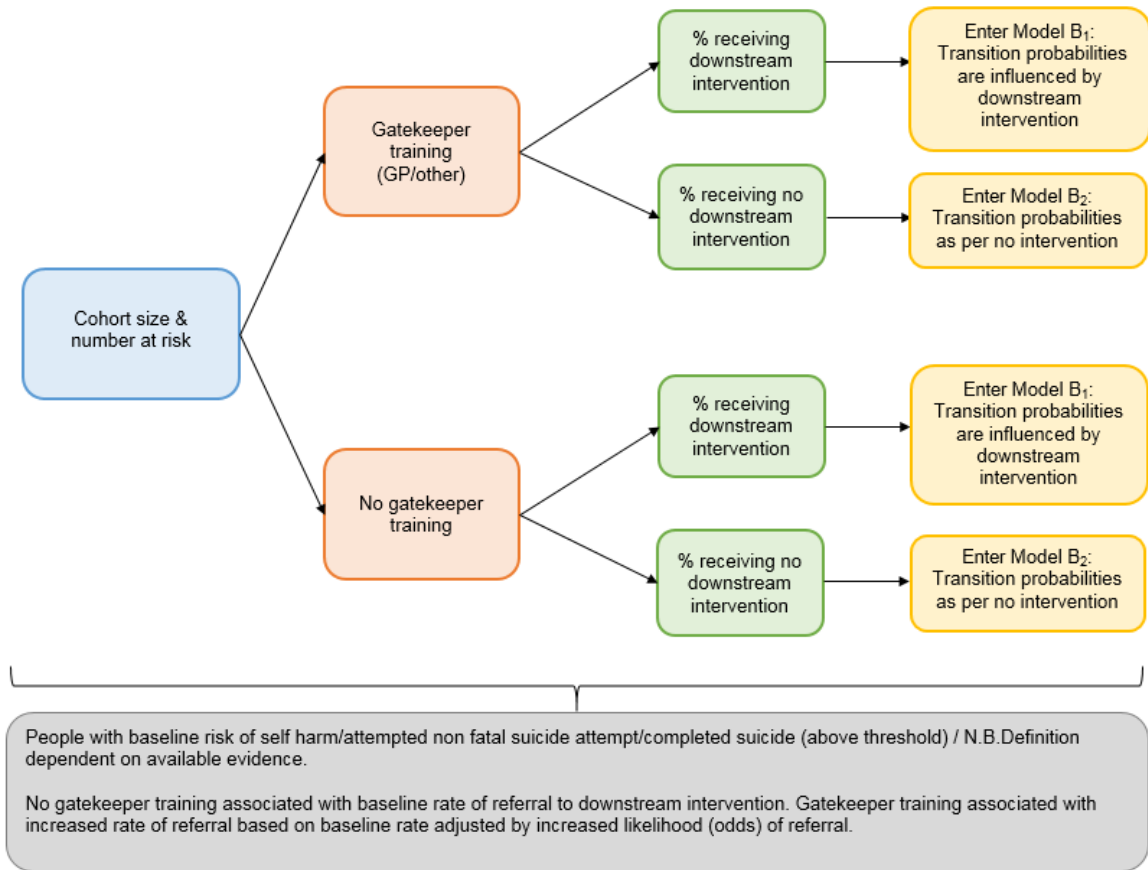 % receiving
downstream
intervention
Enter Model B₁:
Transition probabilities
are influenced by
downstream
intervention
Gatekeeper
training
(GP/other)
% receiving no
downstream
intervention
Enter Model B₂:
Transition probabilities
as per no intervention
Cohort size &
number at risk
% receiving
downstream
intervention
Enter Model B₁:
Transition probabilities
are influenced by
downstream
intervention
No gatekeeper
training
% receiving no
downstream
intervention
Enter Model B₂:
Transition probabilities
as per no intervention
People with baseline risk of self harm/attempted non fatal suicide attempt/completed suicide (above threshold) / N.B.Definition
dependent on available evidence.
No gatekeeper training associated with baseline rate of referral to downstream intervention. Gatekeeper training associated with
increased rate of referral based on baseline rate adjusted by increased likelihood (odds) of referral.